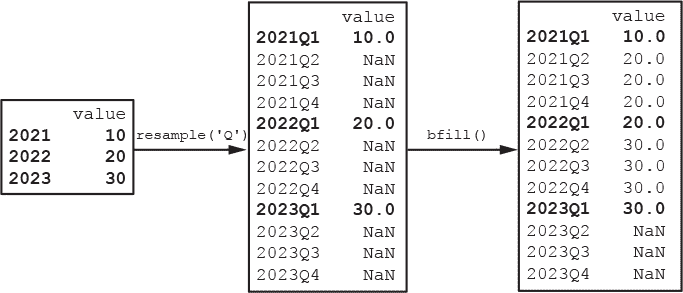 value
2021 10
2022 20
2023 30
resample('Q')
value
2021Q1 10.0
2021Q2 NaN
2021Q3 NaN
2021Q4 NaN
2022Q1 20.0
2022Q2 NaN
2022Q3 NaN
2022Q4 NaN
2023Q1 30.0
2023Q2 NaN
2023Q3 NaN
2023Q4 NaN
bfill()
value
2021Q1 10.0
2021Q2 20.0
2021Q3 20.0
2021Q4 20.0
2022Q1 20.0
2022Q2 30.0
2022Q3 30.0
2022Q4 30.0
2023Q1 30.0
2023Q2 NaN
2023Q3 NaN
2023Q4 NaN